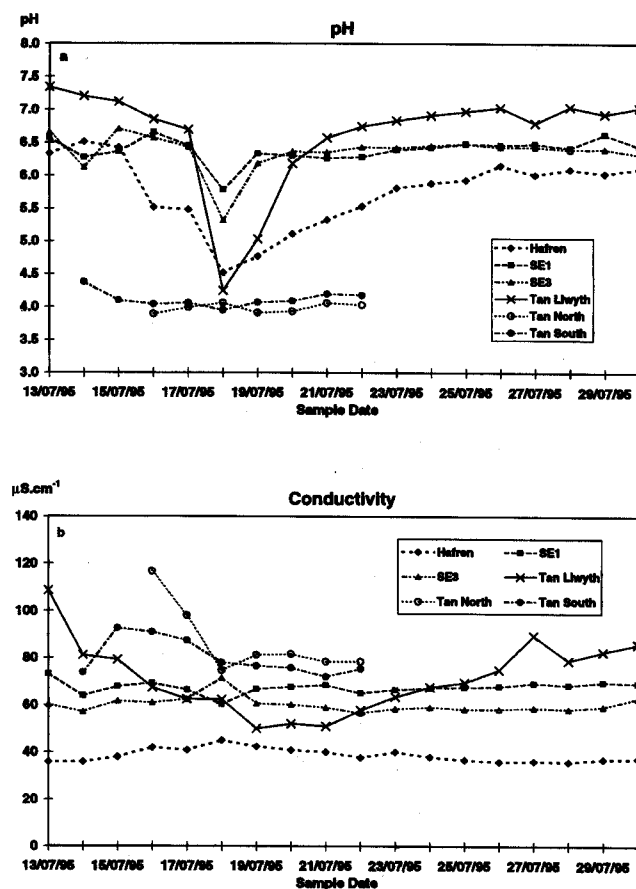 pH
pH
a
8.0
7.5
7.0
6.5
6.0
5.5
5.0
4.5
4.0
3.5
3.0
Hafren
SE1
SE3
Tan Llwyth
Tan North
Tan South
13/07/95 15/07/95 17/07/95 19/07/95 21/07/95 23/07/95 25/07/95 27/07/95 29/07/95
Sample Date
µS.cm⁻¹
Conductivity
b
140
120
100
80
60
40
20
0
Hafren SE1
SE3 Tan Llwyth
Tan North Tan South
13/07/95 15/07/95 17/07/95 19/07/95 21/07/95 23/07/95 25/07/95 27/07/95 29/07/95
Sample Date